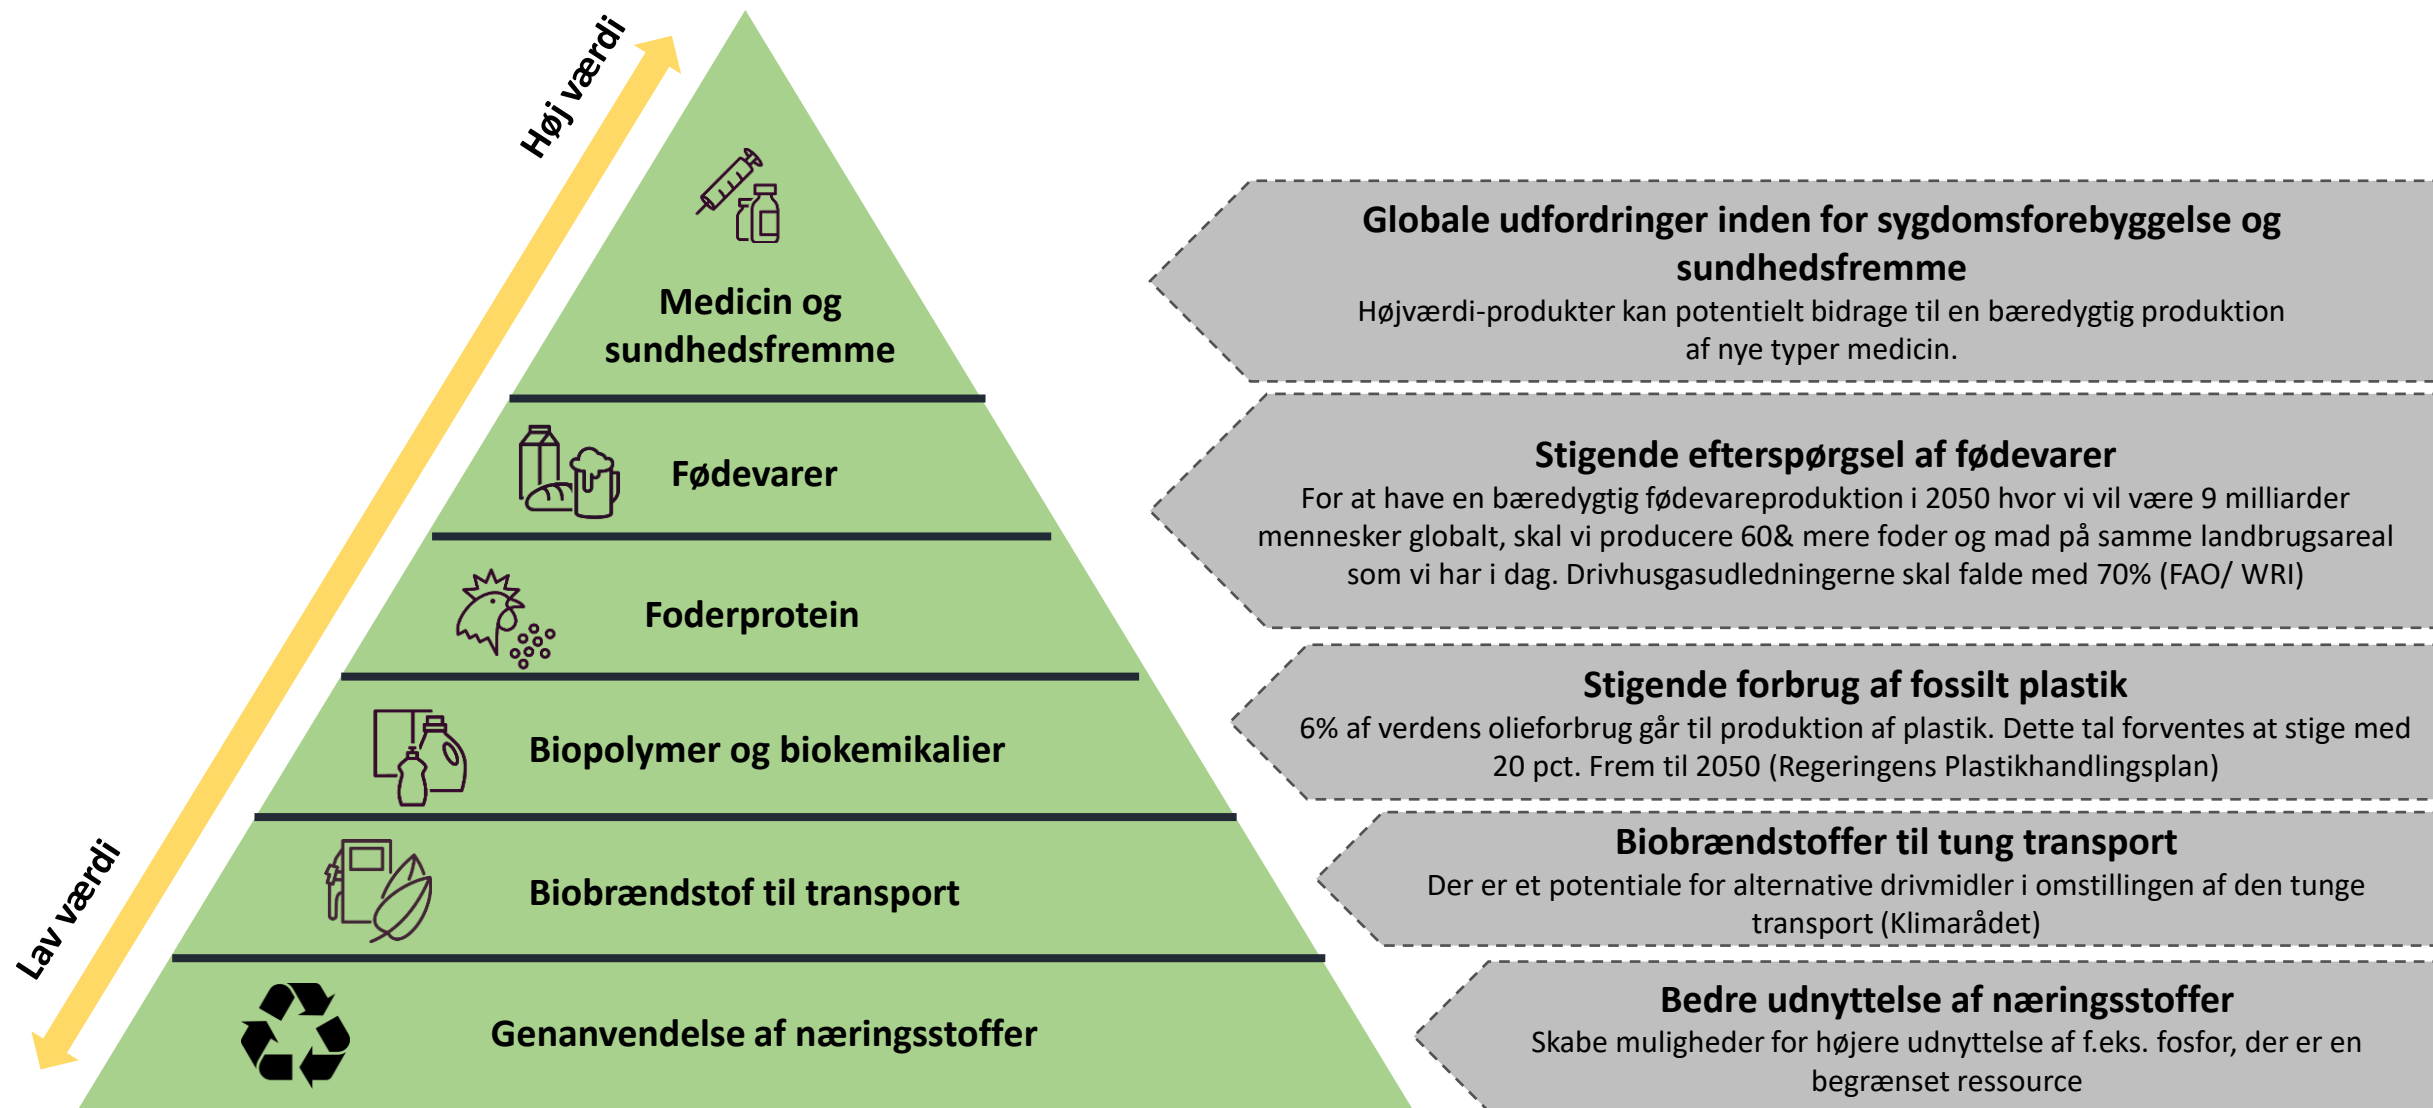 Høj værdi
Lav værdi
Medicin og
sundhedsfremme
Fødevarer
Foderprotein
Biopolymer og biokemikalier
Biobrændstof til transport
Genanvendelse af næringsstoffer
Globale udfordringer inden for sygdomsforebyggelse og
sundhedsfremme
Højværdi-produkter kan potentielt bidrage til en bæredygtig produktion
af nye typer medicin.
Stigende efterspørgsel af fødevarer
For at have en bæredygtig fødevareproduktion i 2050 hvor vi vil være 9 milliarder
mennesker globalt, skal vi producere 60& mere foder og mad på samme landbrugsareal
som vi har i dag. Drivhusgasudledningerne skal falde med 70% (FAO/ WRI)
Stigende forbrug af fossilt plastik
6% af verdens olieforbrug går til produktion af plastik. Dette tal forventes at stige med
20 pct. Frem til 2050 (Regeringens Plastikhandlingsplan)
Biobrændstoffer til tung transport
Der er et potentiale for alternative drivmidler i omstillingen af den tunge
transport (Klimarådet)
Bedre udnyttelse af næringsstoffer
Skabe muligheder for højere udnyttelse af f.eks. fosfor, der er en
begrænset ressource